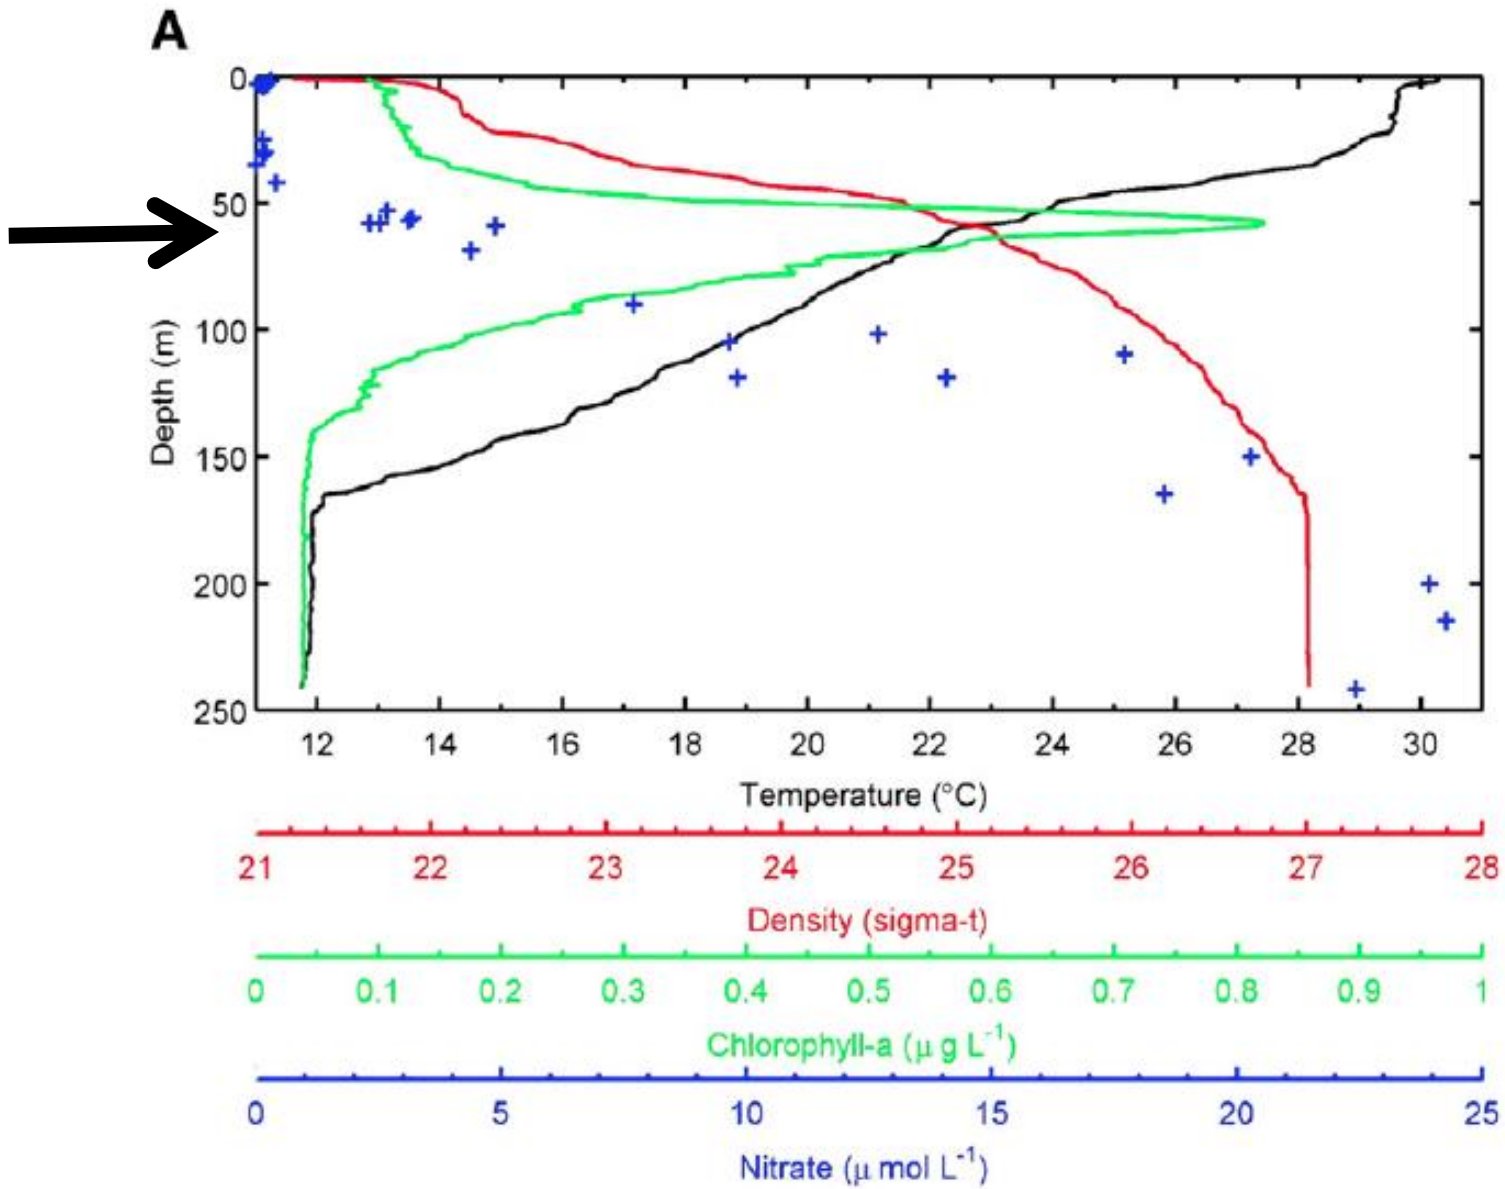 A
0
50
100
150
200
250
Depth (m)
12 14 16 18 20 22 24 26 28 30
Temperature (°C)
21 22 23 24 25 26 27 28
Density (sigma-t)
0 0.1 0.2 0.3 0.4 0.5 0.6 0.7 0.8 0.9 1
Chlorophyll-a (μ g L⁻¹)
0 5 10 15 20 25
Nitrate (μ mol L⁻¹)